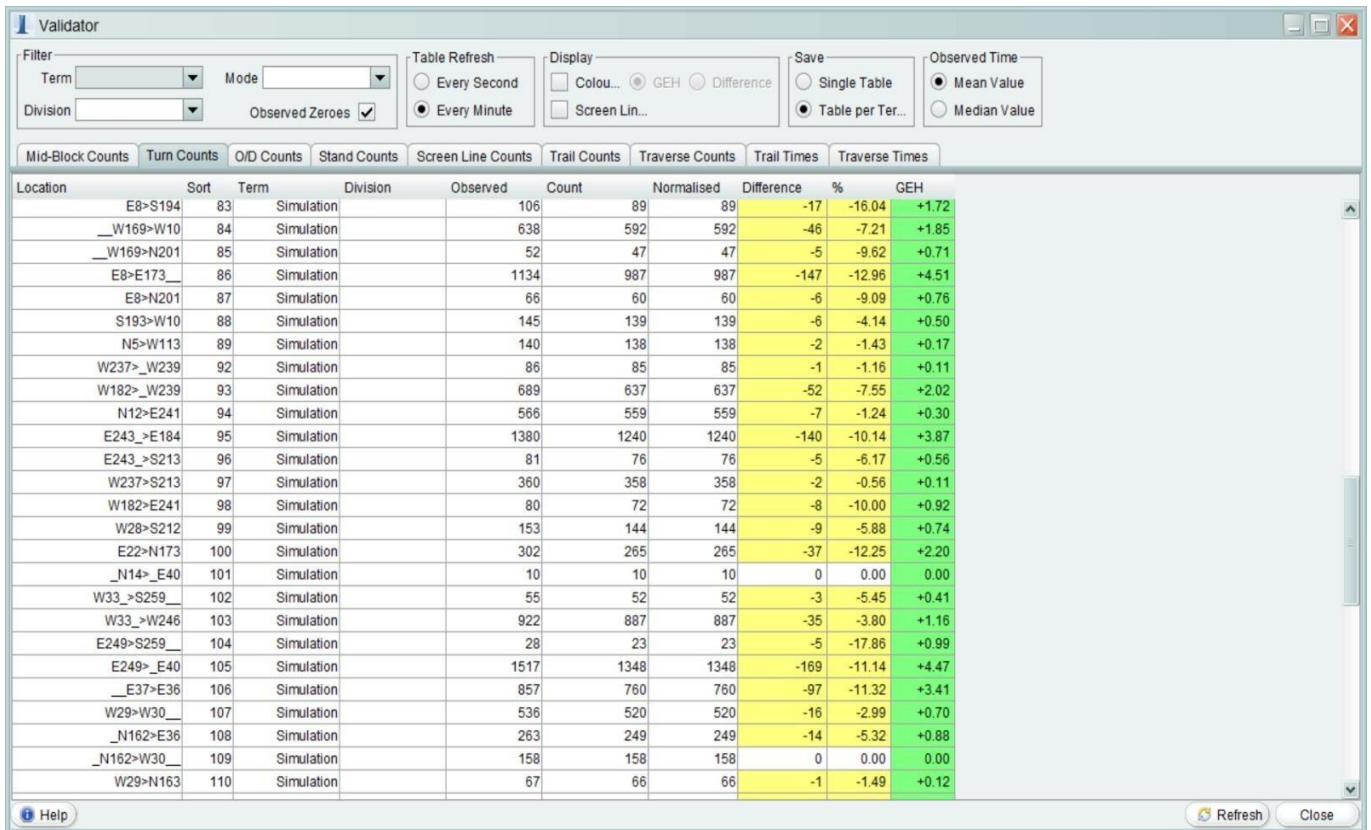 Validator
Filter
Table Refresh
Display
Save
Observed Time
Term
Mode
Every Second
Colou...
GEH
Difference
Single Table
Mean Value
Division
Observed Zeroes
Every Minute
Screen Lin...
Table per Ter...
Median Value
Mid-Block Counts Turn Counts O/D Counts Stand Counts Screen Line Counts Trail Counts Traverse Counts Trail Times Traverse Times
Location Sort Term Division Observed Count Normalised Difference % GEH
E8>S194 83 Simulation 106 89 89 -17 -16.04 +1.72
__W169>W10 84 Simulation 638 592 592 -46 -7.21 +1.85
__W169>N201 85 Simulation 52 47 47 -5 -9.62 +0.71
E8>E173__ 86 Simulation 1134 987 987 -147 -12.96 +4.51
E8>N201 87 Simulation 66 60 60 -6 -9.09 +0.76
S193>W10 88 Simulation 145 139 139 -6 -4.14 +0.50
N5>W113 89 Simulation 140 138 138 -2 -1.43 +0.17
W237>_W239 92 Simulation 86 85 85 -1 -1.16 +0.11
W182>_W239 93 Simulation 689 637 637 -52 -7.55 +2.02
N12>E241 94 Simulation 566 559 559 -7 -1.24 +0.30
E243_>E184 95 Simulation 1380 1240 1240 -140 -10.14 +3.87
E243_>S213 96 Simulation 81 76 76 -5 -6.17 +0.56
W237>S213 97 Simulation 360 358 358 -2 -0.56 +0.11
W182>E241 98 Simulation 80 72 72 -8 -10.00 +0.92
W28>S212 99 Simulation 153 144 144 -9 -5.88 +0.74
E22>N173 100 Simulation 302 265 265 -37 -12.25 +2.20
_N14>_E40 101 Simulation 10 10 10 0 0.00 0.00
W33_>S259__ 102 Simulation 55 52 52 -3 -5.45 +0.41
W33_>W246 103 Simulation 922 887 887 -35 -3.80 +1.16
E249>S259__ 104 Simulation 28 23 23 -5 -17.86 +0.99
E249>_E40 105 Simulation 1517 1348 1348 -169 -11.14 +4.47
__E37>E36 106 Simulation 857 760 760 -97 -11.32 +3.41
W29>W30__ 107 Simulation 536 520 520 -16 -2.99 +0.70
_N162>E36 108 Simulation 263 249 249 -14 -5.32 +0.88
_N162>W30__ 109 Simulation 158 158 158 0 0.00 0.00
W29>N163 110 Simulation 67 66 66 -1 -1.49 +0.12
Help
Refresh
Close